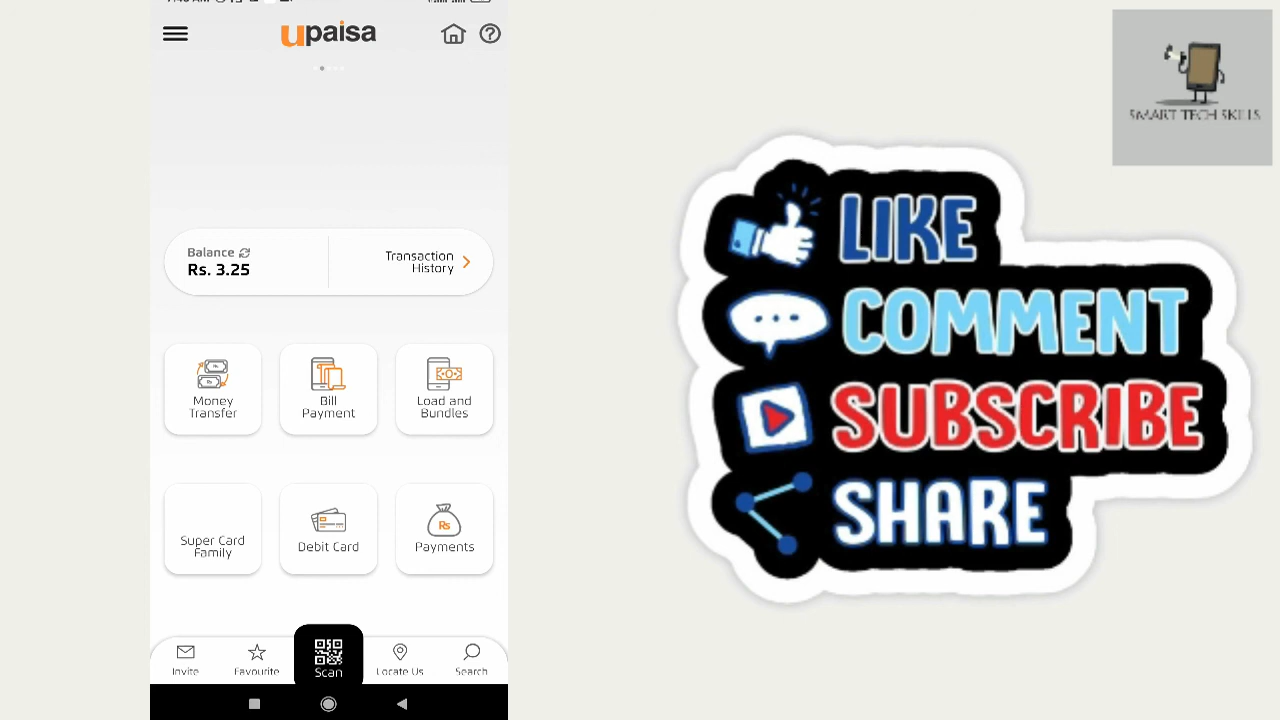 upaisa
Balance
Rs. 3.25
Transaction
History
Money
Transfer
Bill
Payment
Load and
Bundles
Super Card
Family
Debit Card
Rs
Payments
Invite
Favourite
Scan
Locate Us
Search
SMART TECH SKILLS
LIKE
COMMENT
SUBSCRIBE
SHARE